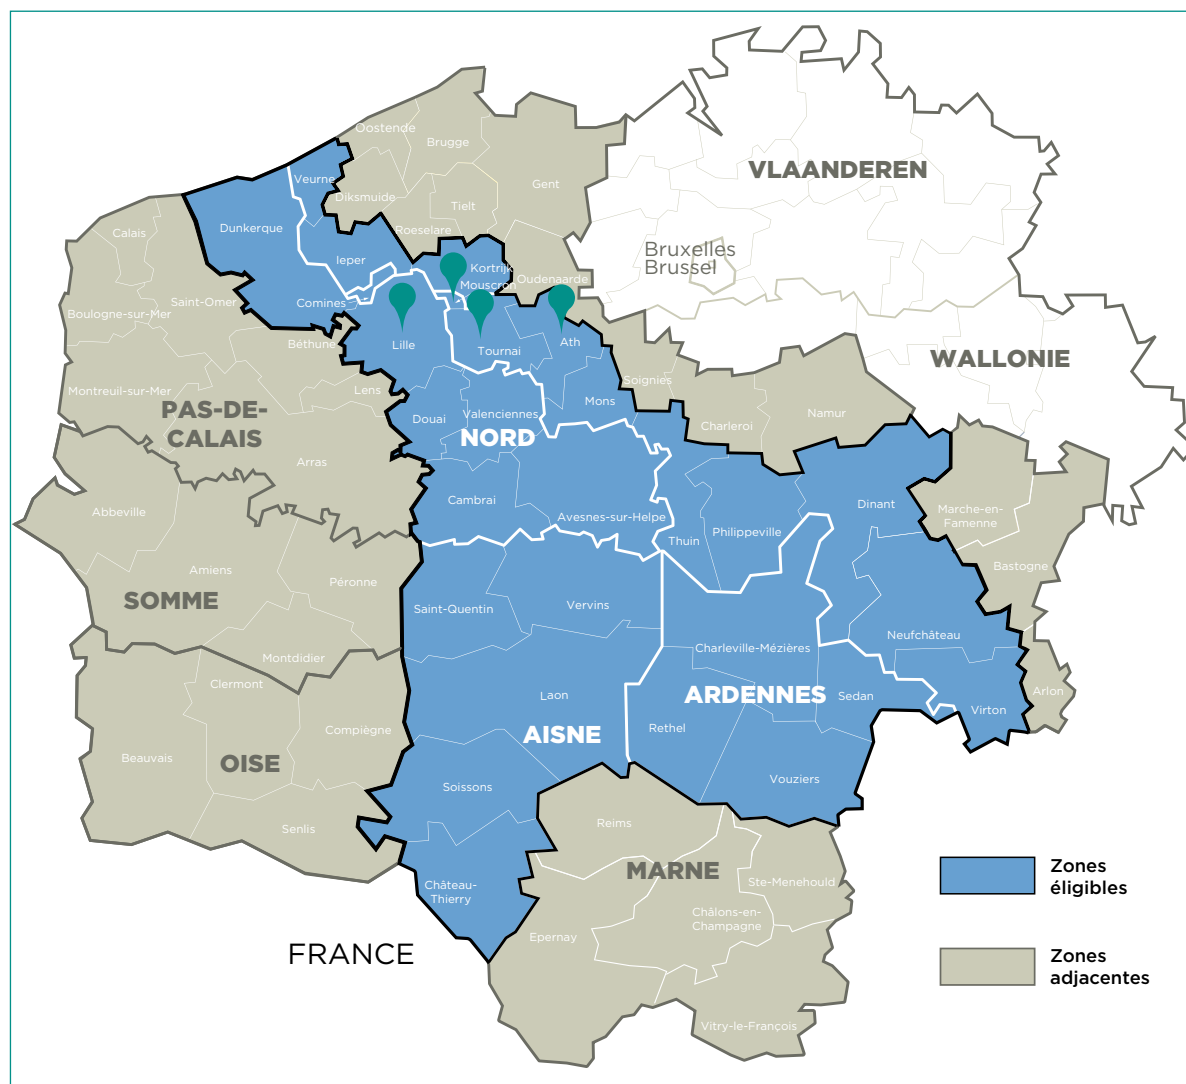 Oostende
Brugge
VLAANDEREN
Veurne
Gent
Diksmuide
Tielt
Dunkerque
Roeselare
Calais
Bruxelles
Brussel
Ieper
Kortrijk
Oudenaarde
Mouscron
Saint-Omer
Comines
Boulogne-sur-Mer
Béthune
Lille
Tournai
Ath
WALLONIE
Soignies
Montreuil-sur-Mer
Lens
Mons
PAS-DE-
CALAIS
Douai
Valenciennes
Namur
Charleroi
NORD
Arras
Cambrai
Dinant
Abbeville
Avesnes-sur-Helpe
Marche-en-
Famenne
Thuin
Philippeville
Amiens
Péronne
Bastogne
SOMME
Saint-Quentin
Vervins
Neufchâteau
Charleville-Mézières
Montdidier
Clermont
Laon
ARDENNES
Sedan
Arlon
Virton
Compiègne
Rethel
AISNE
Beauvais
OISE
Vouziers
Soissons
Senlis
Reims
MARNE
Zones
éligibles
Château-
Thierry
Ste-Menehould
Châlons-en-
Champagne
Epernay
FRANCE
Zones
adjacentes
Vitry-le-François